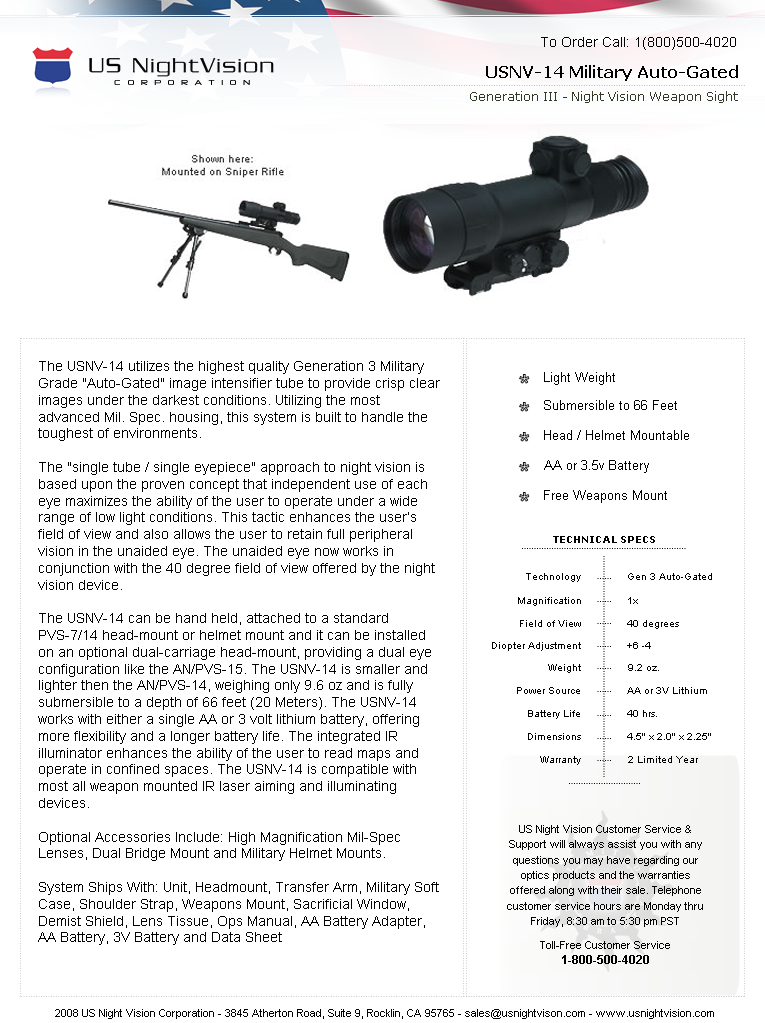 To Order Call: 1(800)500-4020
US NightVision
CORPORATION
USNV-14 Military Auto-Gated
Generation III - Night Vision Weapon Sight
Shown here:
Mounted on Sniper Rifle
The USNV-14 utilizes the highest quality Generation 3 Military
Grade "Auto-Gated" image intensifier tube to provide crisp clear
images under the darkest conditions. Utilizing the most
advanced Mil. Spec. housing, this system is built to handle the
toughest of environments.
The "single tube / single eyepiece" approach to night vision is
based upon the proven concept that independent use of each
eye maximizes the ability of the user to operate under a wide
range of low light conditions. This tactic enhances the user's
field of view and also allows the user to retain full peripheral
vision in the unaided eye. The unaided eye now works in
conjunction with the 40 degree field of view offered by the night
vision device.
The USNV-14 can be hand held, attached to a standard
PVS-7/14 head-mount or helmet mount and it can be installed
on an optional dual-carriage head-mount, providing a dual eye
configuration like the AN/PVS-15. The USNV-14 is smaller and
lighter then the AN/PVS-14, weighing only 9.6 oz and is fully
submersible to a depth of 66 feet (20 Meters). The USNV-14
works with either a single AA or 3 volt lithium battery, offering
more flexibility and a longer battery life. The integrated IR
illuminator enhances the ability of the user to read maps and
operate in confined spaces. The USNV-14 is compatible with
most all weapon mounted IR laser aiming and illuminating
devices.
Optional Accessories Include: High Magnification Mil-Spec
Lenses, Dual Bridge Mount and Military Helmet Mounts.
System Ships With: Unit, Headmount, Transfer Arm, Military Soft
Case, Shoulder Strap, Weapons Mount, Sacrificial Window,
Demist Shield, Lens Tissue, Ops Manual, AA Battery Adapter,
AA Battery, 3V Battery and Data Sheet
Light Weight
Submersible to 66 Feet
Head / Helmet Mountable
AA or 3.5v Battery
Free Weapons Mount
TECHNICAL SPECS
Technology Gen 3 Auto-Gated
Magnification 1x
Field of View 40 degrees
Diopter Adjustment +6 -4
Weight 9.2 oz.
Power Source AA or 3V Lithium
Battery Life 40 hrs.
Dimensions 4.5" x 2.0" x 2.25"
Warranty 2 Limited Year
US Night Vision Customer Service &
Support will always assist you with any
questions you may have regarding our
optics products and the warranties
offered along with their sale. Telephone
customer service hours are Monday thru
Friday, 8:30 am to 5:30 pm PST
Toll-Free Customer Service
1-800-500-4020
2008 US Night Vision Corporation - 3845 Atherton Road, Suite 9, Rocklin, CA 95765 - sales@usnightvison.com - www.usnightvision.com